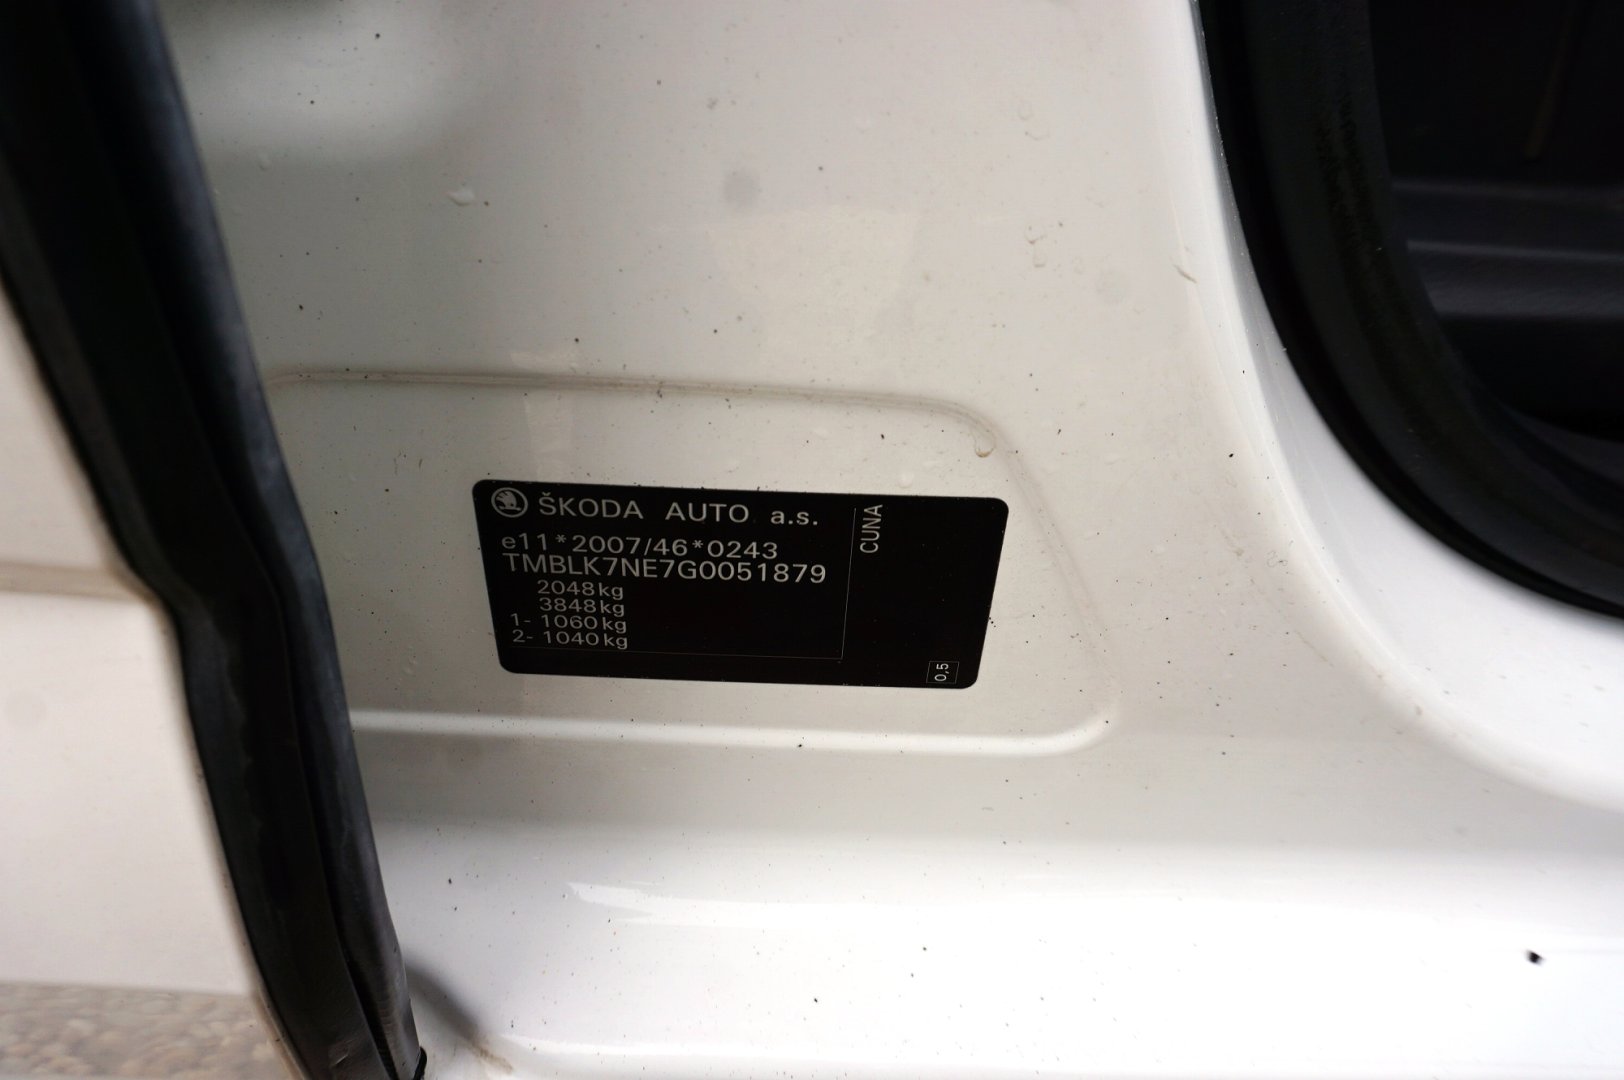 ŠKODA AUTO a.s.
e11*2007/46*0243
TMBLK7NE7G0051879
2048kg
3848kg
1- 1060kg
2- 1040kg
CUNA
0,5